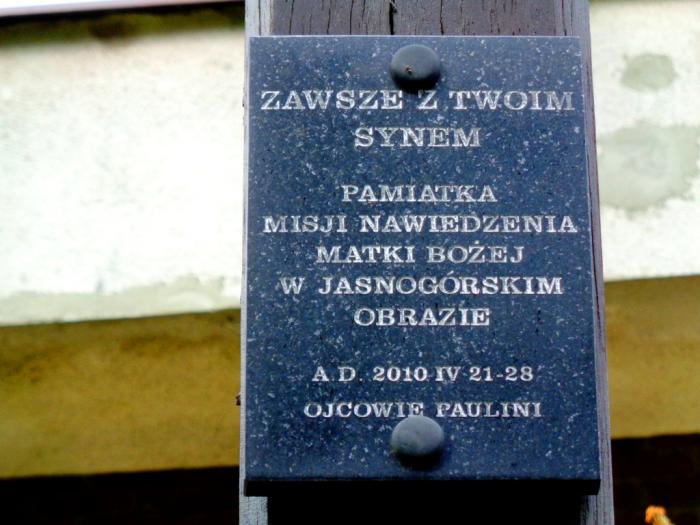 ZAWSZE Z TWOIM
SYNEM
PAMIATKA
MISJI NAWIEDZENIA
MATKI BOŻEJ
W JASNOGÓRSKIM
OBRAZIE
A.D. 2010 IV 21-28
OJCOWIE PAULINI